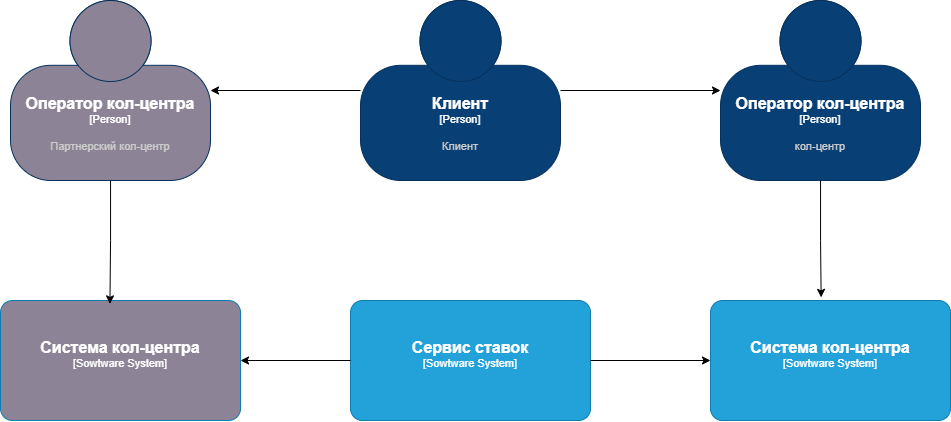 Оператор кол-центра
[Person]
Партнерский кол-центр
Клиент
[Person]
Клиент
Оператор кол-центра
[Person]
кол-центр
Система кол-центра
[Sowtware System]
Сервис ставок
[Sowtware System]
Система кол-центра
[Sowtware System]